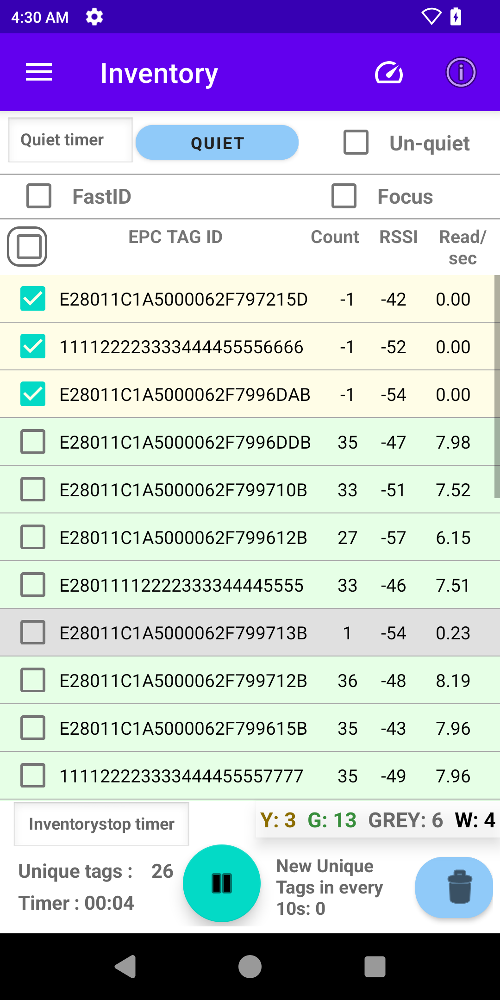 4:30 AM
Inventory
Quiet timer QUIET Un-quiet
FastID Focus
EPC TAG ID Count RSSI Read/
sec
E28011C1A5000062F797215D -1 -42 0.00
111122223333444455556666 -1 -52 0.00
E28011C1A5000062F7996DAB -1 -54 0.00
E28011C1A5000062F7996DDB 35 -47 7.98
E28011C1A5000062F799710B 33 -51 7.52
E28011C1A5000062F799612B 27 -57 6.15
E28011112222333344445555 33 -46 7.51
E28011C1A5000062F799713B 1 -54 0.23
E28011C1A5000062F799712B 36 -48 8.19
E28011C1A5000062F799615B 35 -43 7.96
111122223333444455557777 35 -49 7.96
Inventorystop timer Y: 3 G: 13 GREY: 6 W: 4
Unique tags : 26
Timer : 00:04
New Unique
Tags in every
10s: 0